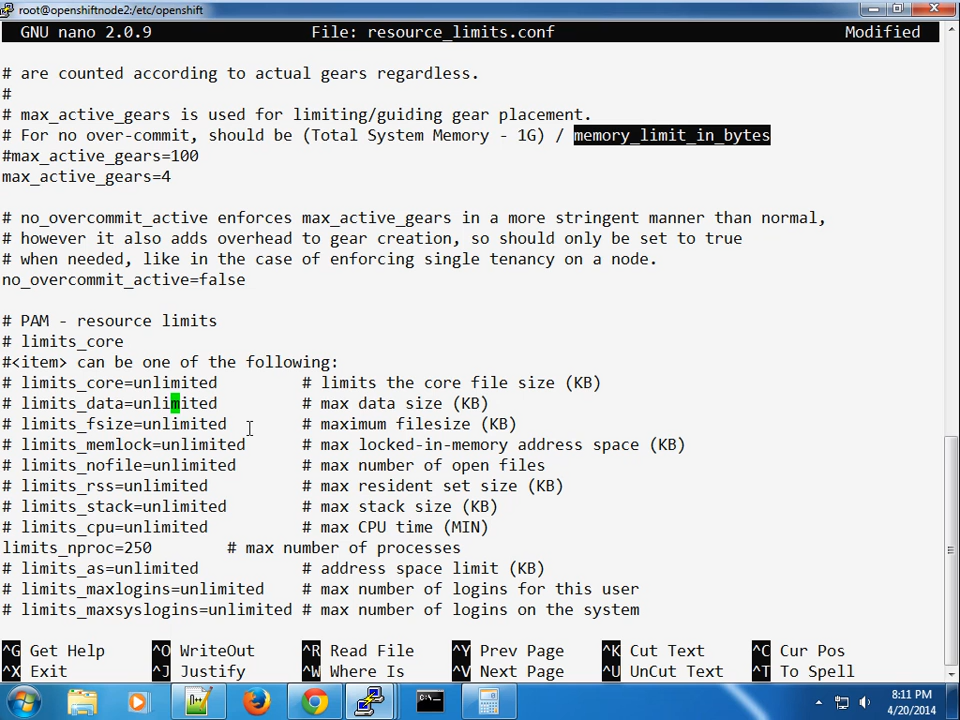 root@openshiftnode2:/etc/openshift
GNU nano 2.0.9 File: resource_limits.conf Modified
# are counted according to actual gears regardless.
#
# max_active_gears is used for limiting/guiding gear placement.
# For no over-commit, should be (Total System Memory - 1G) / memory_limit_in_bytes
#max_active_gears=100
max_active_gears=4
# no_overcommit_active enforces max_active_gears in a more stringent manner than normal,
# however it also adds overhead to gear creation, so should only be set to true
# when needed, like in the case of enforcing single tenancy on a node.
no_overcommit_active=false
# PAM - resource limits
# limits_core
#<item> can be one of the following:
# limits_core=unlimited # limits the core file size (KB)
# limits_data=unlimited # max data size (KB)
# limits_fsize=unlimited # maximum filesize (KB)
# limits_memlock=unlimited # max locked-in-memory address space (KB)
# limits_nofile=unlimited # max number of open files
# limits_rss=unlimited # max resident set size (KB)
# limits_stack=unlimited # max stack size (KB)
# limits_cpu=unlimited # max CPU time (MIN)
limits_nproc=250 # max number of processes
# limits_as=unlimited # address space limit (KB)
# limits_maxlogins=unlimited # max number of logins for this user
# limits_maxsyslogins=unlimited # max number of logins on the system
^G Get Help ^O WriteOut ^R Read File ^Y Prev Page ^K Cut Text ^C Cur Pos
^X Exit ^J Justify ^W Where Is ^V Next Page ^U UnCut Text ^T To Spell
8:11 PM
4/20/2014